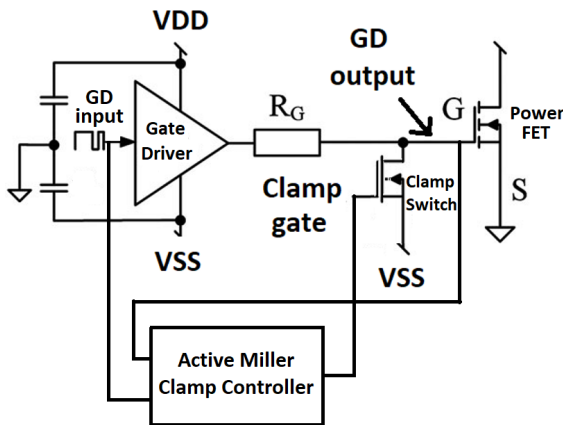 VDD
GD
input
Gate
Driver
VSS
RG
GD
output
G
Power
FET
S
Clamp
gate
Clamp
Switch
VSS
Active Miller
Clamp Controller